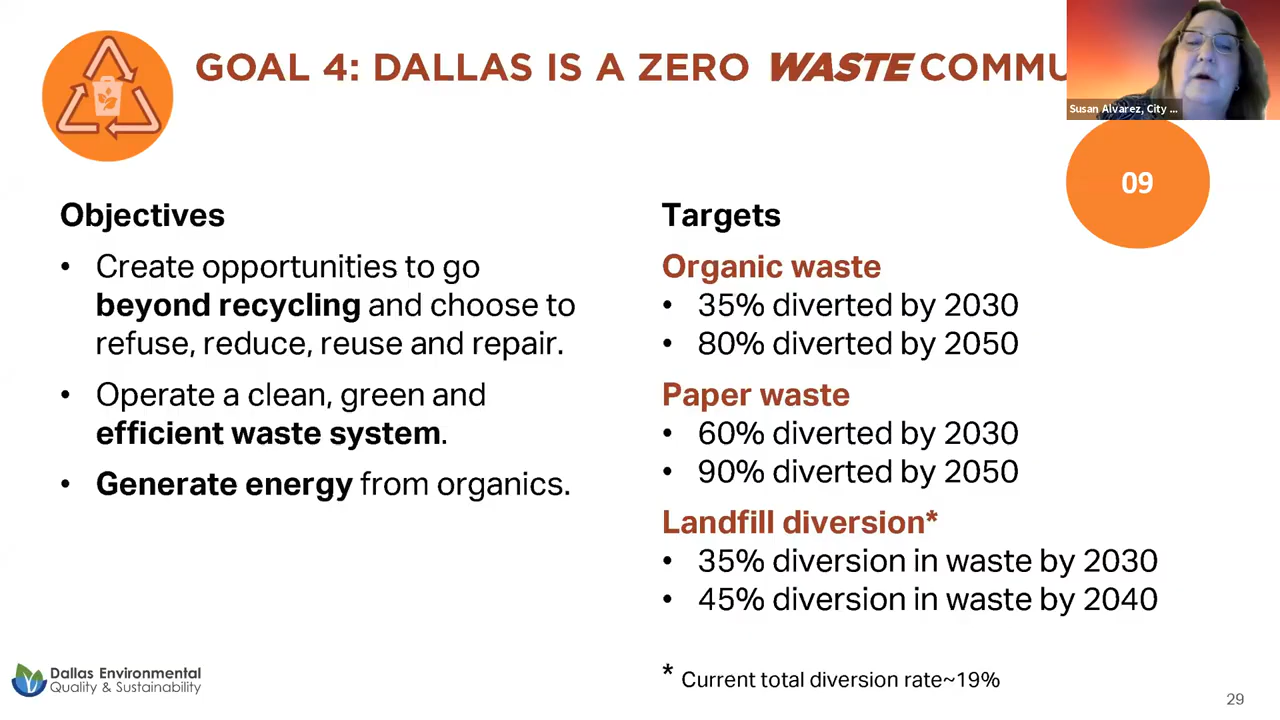 GOAL 4: DALLAS IS A ZERO WASTE COMMU
Susan Alvarez, City ...
09
Objectives
• Create opportunities to go
beyond recycling and choose to
refuse, reduce, reuse and repair.
• Operate a clean, green and
efficient waste system.
• Generate energy from organics.
Targets
Organic waste
• 35% diverted by 2030
• 80% diverted by 2050
Paper waste
• 60% diverted by 2030
• 90% diverted by 2050
Landfill diversion*
• 35% diversion in waste by 2030
• 45% diversion in waste by 2040
* Current total diversion rate~19%
Dallas Environmental
Quality & Sustainability
29